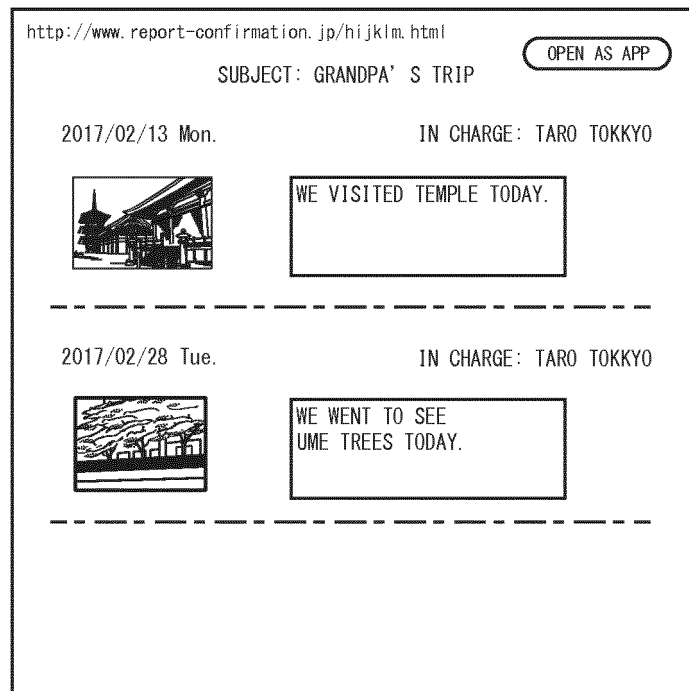 http://www.report-confirmation.jp/hijklm.html
OPEN AS APP
SUBJECT: GRANDPA'S TRIP
2017/02/13 Mon.
IN CHARGE: TARO TOKKYO
WE VISITED TEMPLE TODAY.
2017/02/28 Tue.
IN CHARGE: TARO TOKKYO
WE WENT TO SEE
UME TREES TODAY.